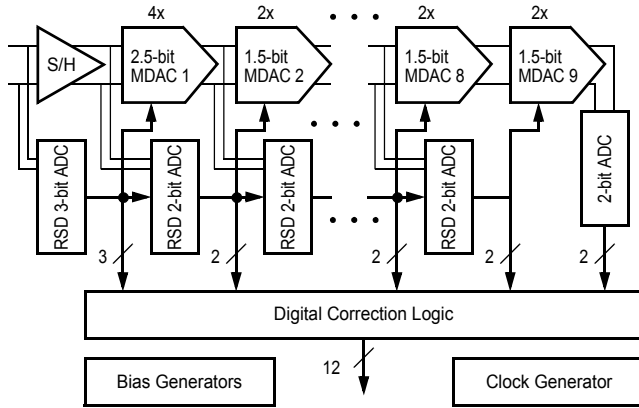 4x
2x
2x
2x
S/H
2.5-bit
MDAC 1
1.5-bit
MDAC 2
1.5-bit
MDAC 8
1.5-bit
MDAC 9
RSD 3-bit ADC
RSD 2-bit ADC
RSD 2-bit ADC
RSD 2-bit ADC
2-bit ADC
3
2
2
2
2
Digital Correction Logic
12
Bias Generators
Clock Generator